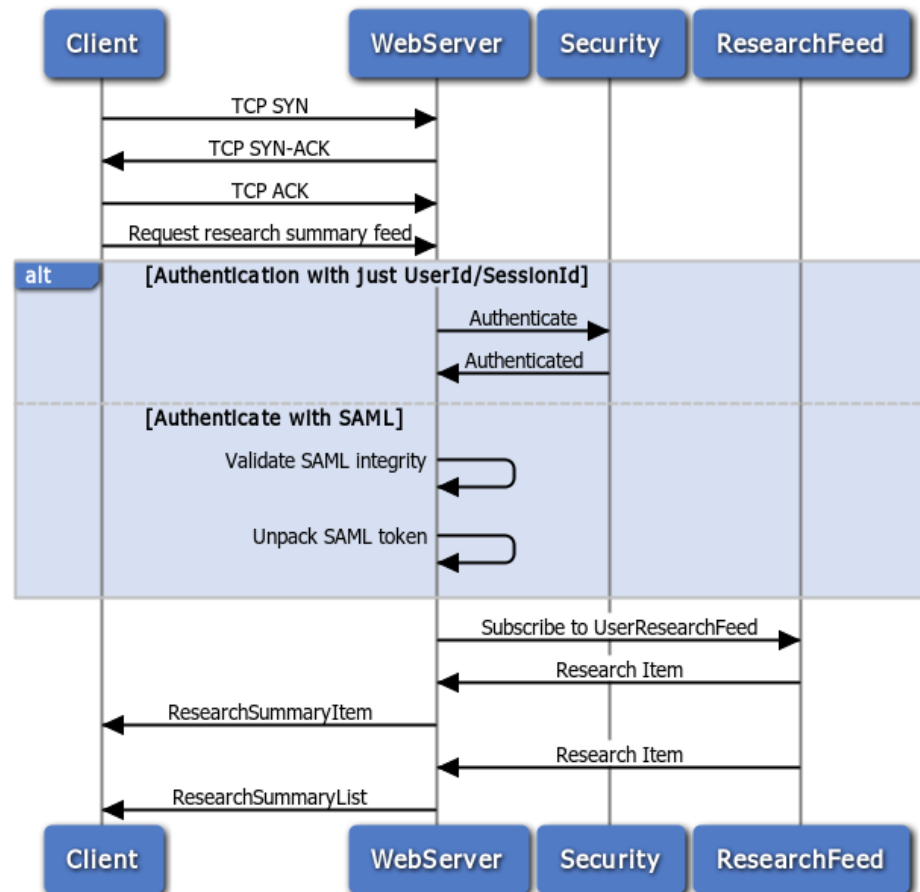 Client WebServer Security ResearchFeed
TCP SYN
TCP SYN-ACK
TCP ACK
Request research summary feed
alt [Authentication with just UserId/SessionId]
Authenticate
Authenticated
[Authenticate with SAML]
Validate SAML integrity
Unpack SAML token
Subscribe to UserResearchFeed
Research Item
ResearchSummaryItem
Research Item
ResearchSummaryList
Client WebServer Security ResearchFeed